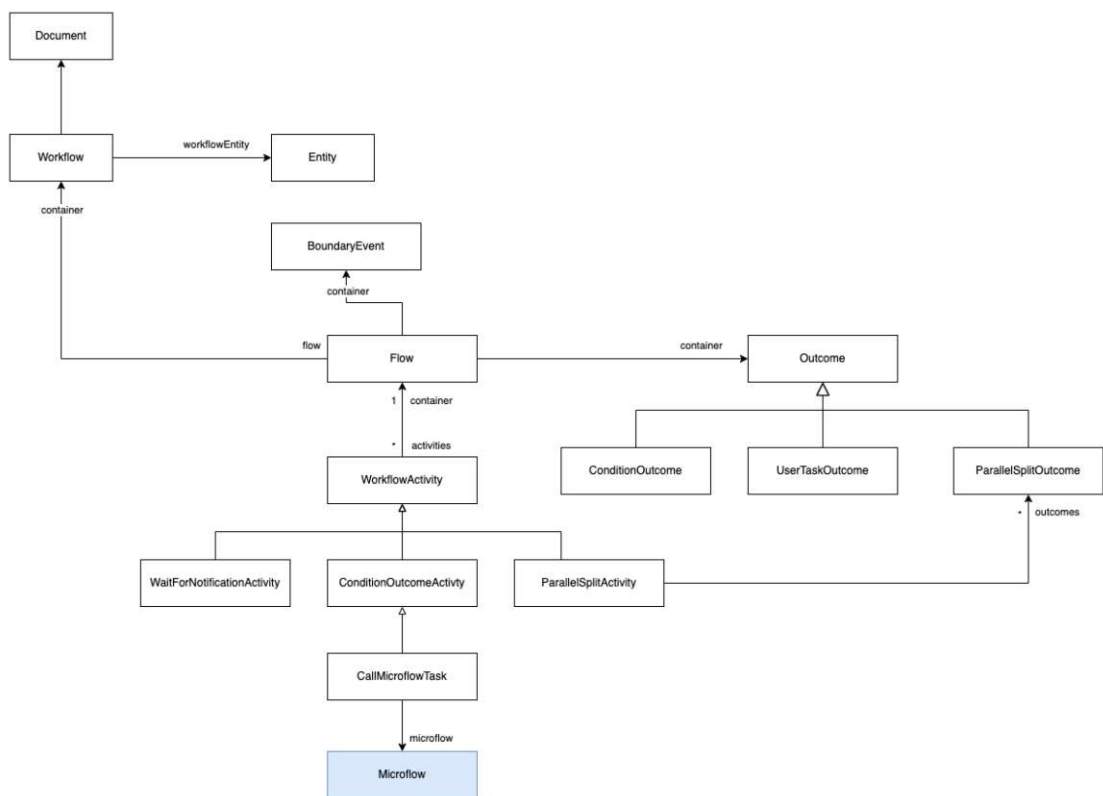 Document
workflowEntity
Workflow
Entity
container
BoundaryEvent
container
flow
Flow
container
Outcome
1 container
* activities
WorkflowActivity
ConditionOutcome
UserTaskOutcome
ParallelSplitOutcome
* outcomes
WaitForNotificationActivity
ConditionOutcomeActivty
ParallelSplitActivity
CallMicroflowTask
microflow
Microflow